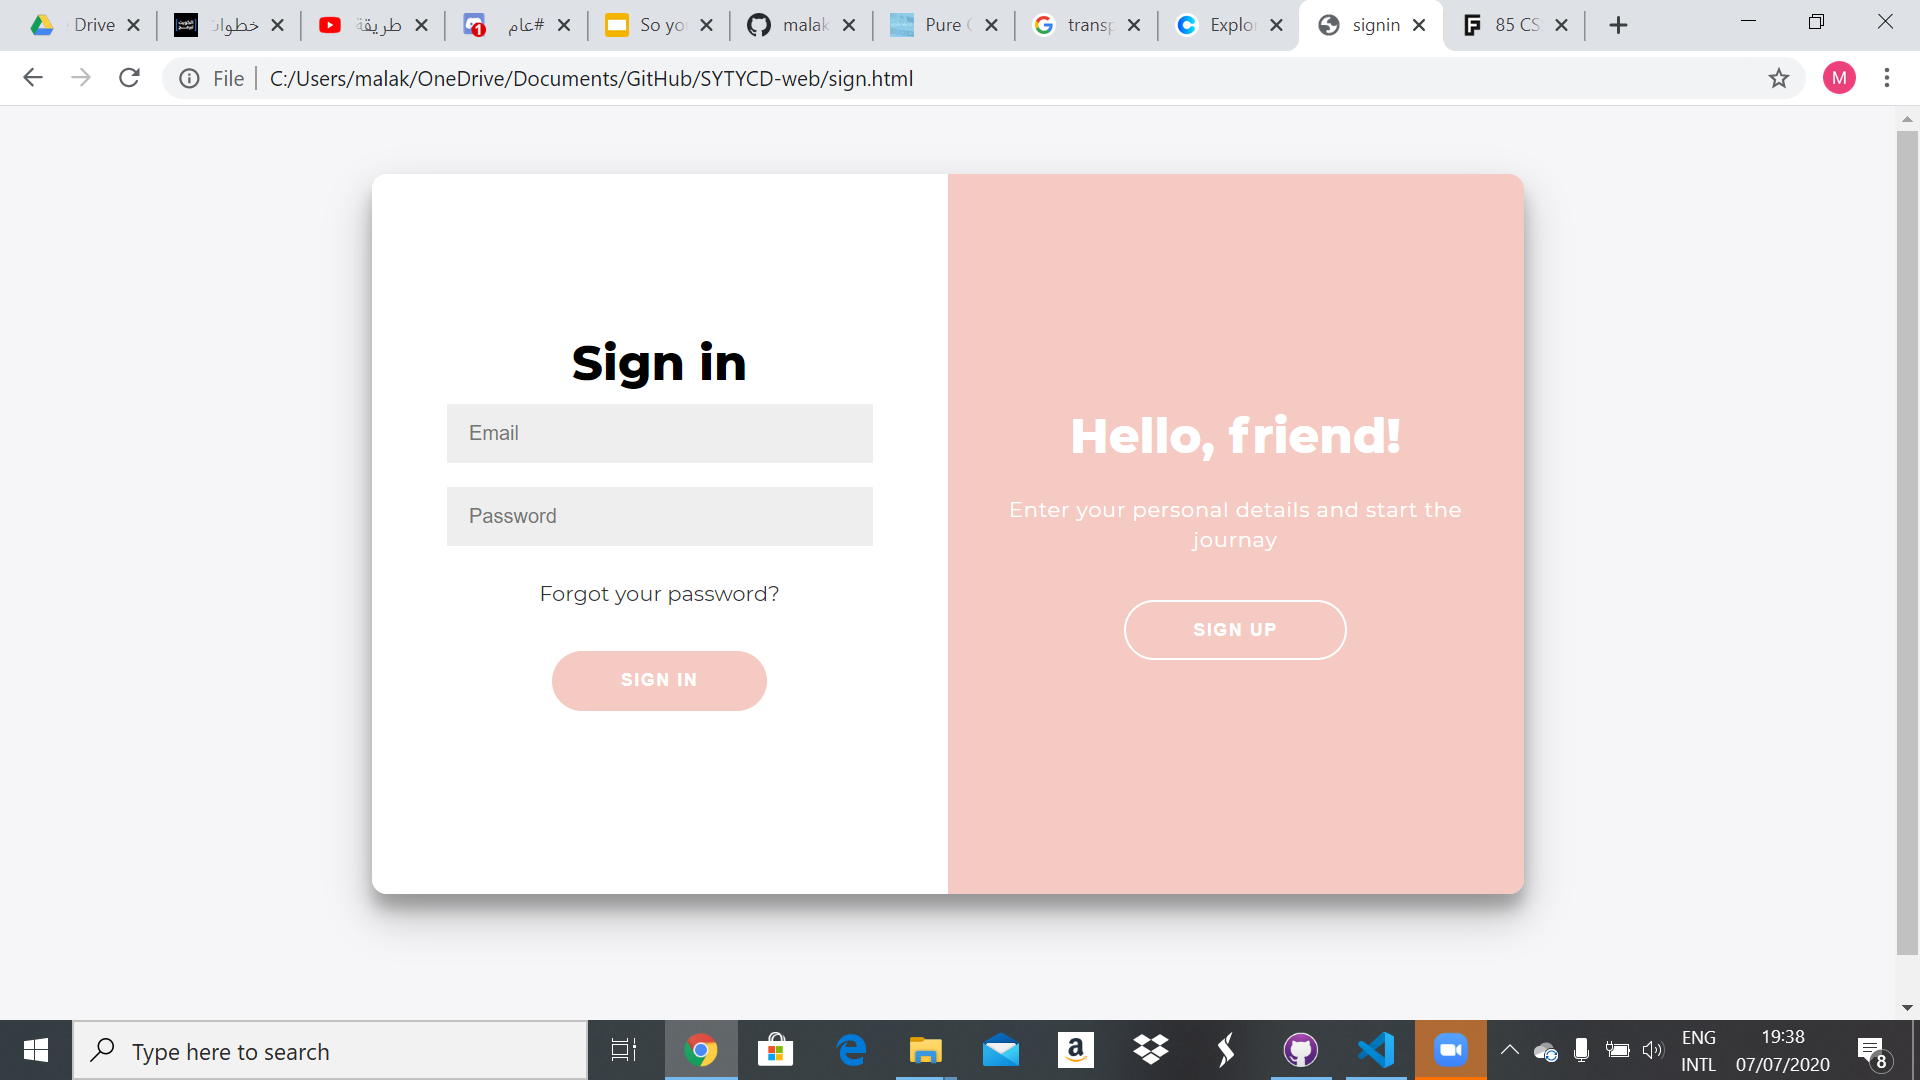 Drive
خطوات
طريقة
#عام
So yo
malak
Pure
transp
Explor
signin
85 CS
File
C:/Users/malak/OneDrive/Documents/GitHub/SYTYCD-web/sign.html
M
Sign in
Email
Password
Forgot your password?
SIGN IN
Hello, friend!
Enter your personal details and start the
journay
SIGN UP
Type here to search
ENG
INTL
19:38
07/07/2020
8